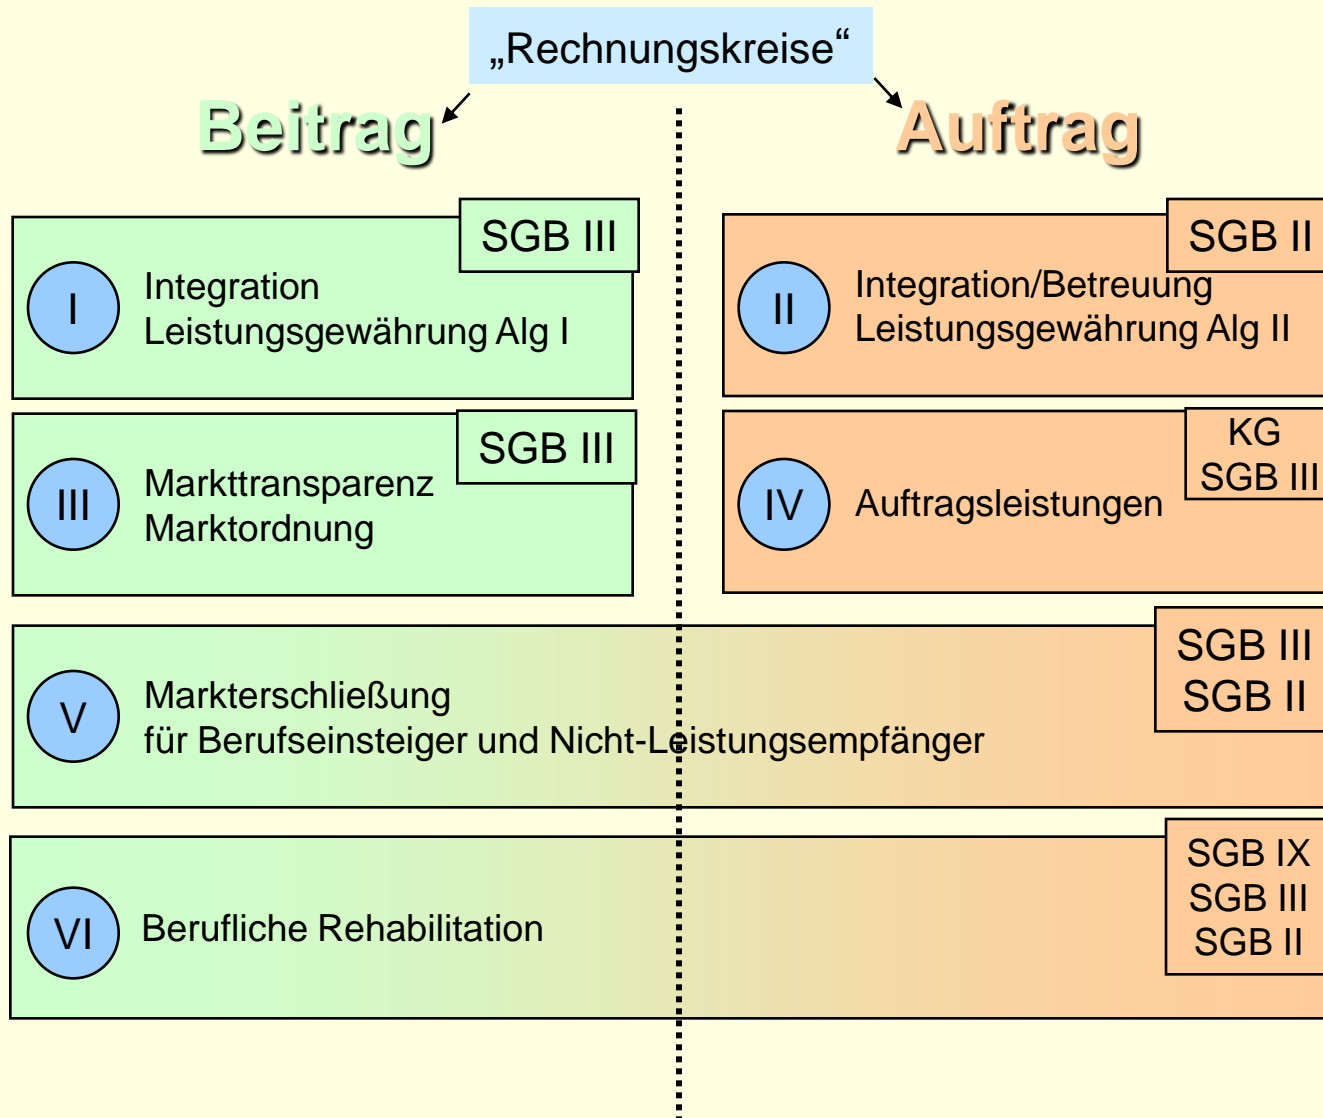 „Rechnungskreise“
Beitrag
Auftrag
SGB III
I
Integration
Leistungsgewährung Alg I
SGB II
II
Integration/Betreuung
Leistungsgewährung Alg II
SGB III
III
Markttransparenz
Marktordnung
KG
SGB III
IV
Auftragsleistungen
SGB III
SGB II
V
Markterschließung
für Berufseinsteiger und Nicht-Leistungsempfänger
SGB IX
SGB III
SGB II
VI
Berufliche Rehabilitation